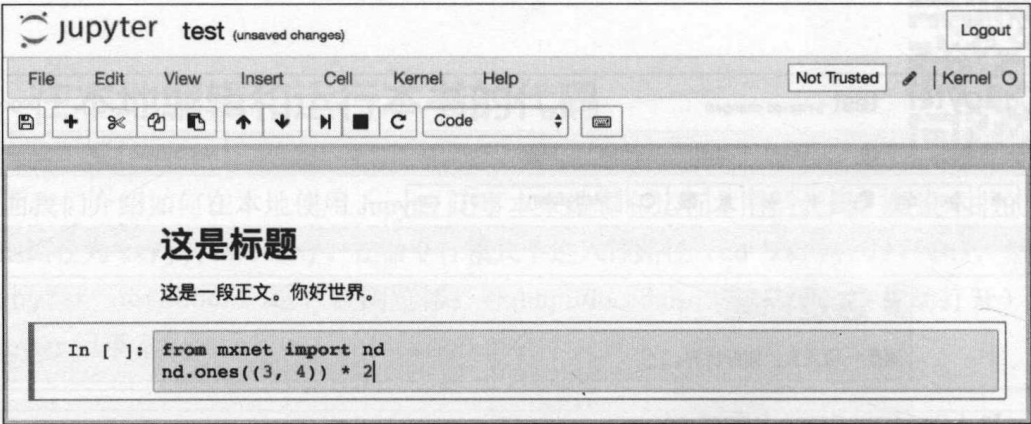 jupyter test (unsaved changes) Logout
File Edit View Insert Cell Kernel Help Not Trusted Kernel
Code
这是标题
这是一段正文。你好世界。
In [ ]: from mxnet import nd
nd.ones((3, 4)) * 2